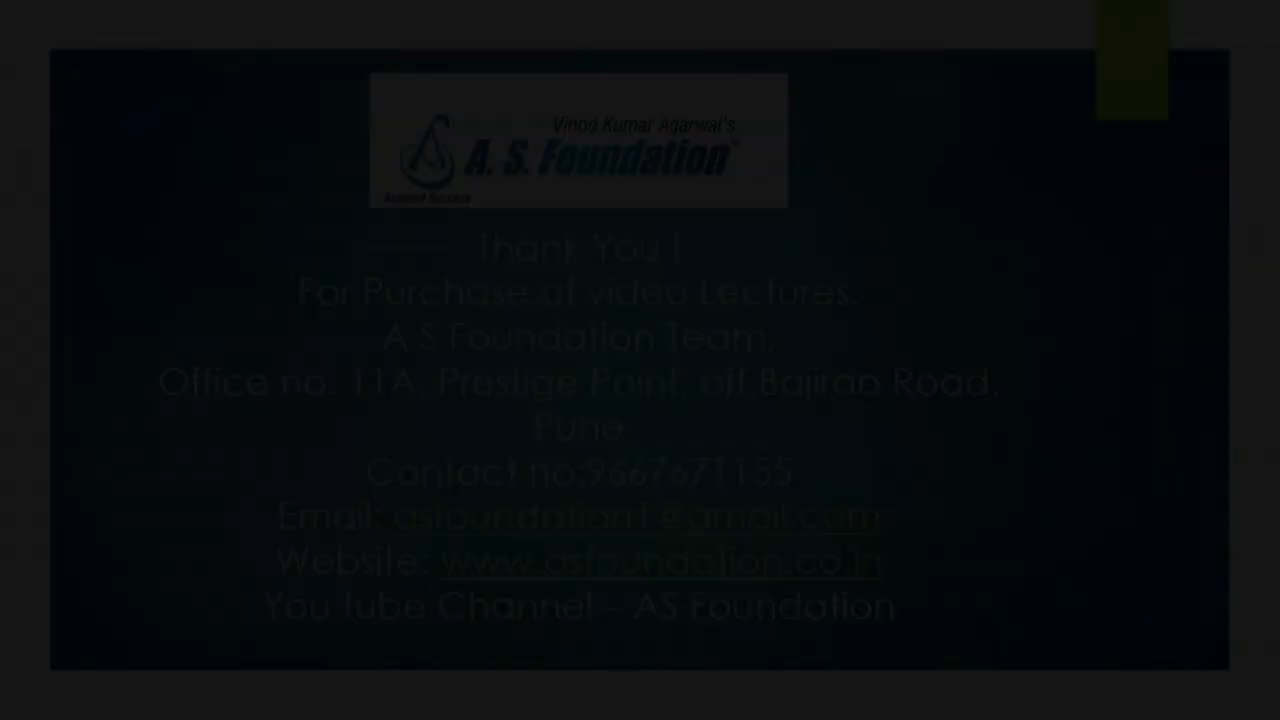 Vinod Kumar Agarwal's
A. S. Foundation
Thank You !
For Purchase of video Lectures.
A S Foundation Team,
Office no. 11A, Prestige Point, off Bajirao Road.
Pune
Contact no:9667671155
Email: asfoundation1@gmail.com
Website: www.asfoundation.co.in
You tube Channel – AS Foundation